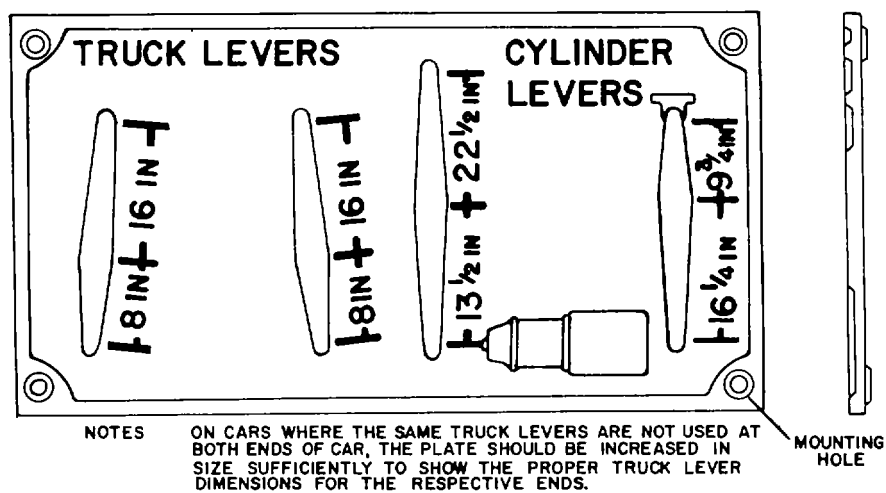 TRUCK LEVERS
CYLINDER
LEVERS
16 IN
8 IN
16 IN
8 IN
22 1/2 IN
13 1/2 IN
9 3/4 IN
16 1/4 IN
NOTES ON CARS WHERE THE SAME TRUCK LEVERS ARE NOT USED AT
BOTH ENDS OF CAR, THE PLATE SHOULD BE INCREASED IN
SIZE SUFFICIENTLY TO SHOW THE PROPER TRUCK LEVER
DIMENSIONS FOR THE RESPECTIVE ENDS.
MOUNTING
HOLE